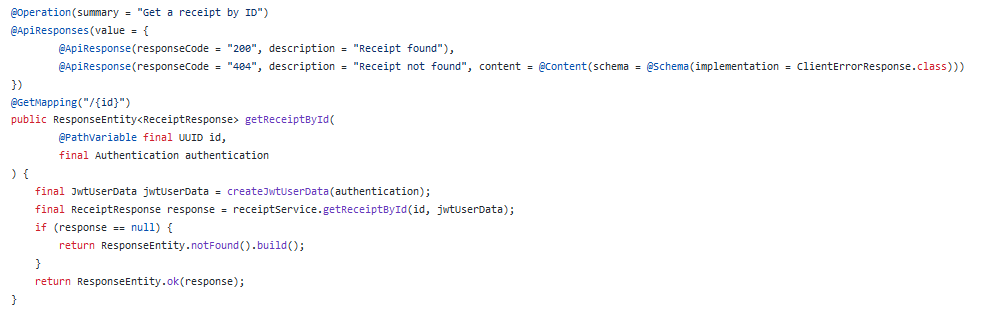 @Operation(summary = "Get a receipt by ID")
@ApiResponses(value = {
        @ApiResponse(responseCode = "200", description = "Receipt found"),
        @ApiResponse(responseCode = "404", description = "Receipt not found", content = @Content(schema = @Schema(implementation = ClientErrorResponse.class)))
})
@GetMapping("/{id}")
public ResponseEntity<ReceiptResponse> getReceiptById(
        @PathVariable final UUID id,
        final Authentication authentication
) {
    final JwtUserData jwtUserData = createJwtUserData(authentication);
    final ReceiptResponse response = receiptService.getReceiptById(id, jwtUserData);
    if (response == null) {
        return ResponseEntity.notFound().build();
    }
    return ResponseEntity.ok(response);
}